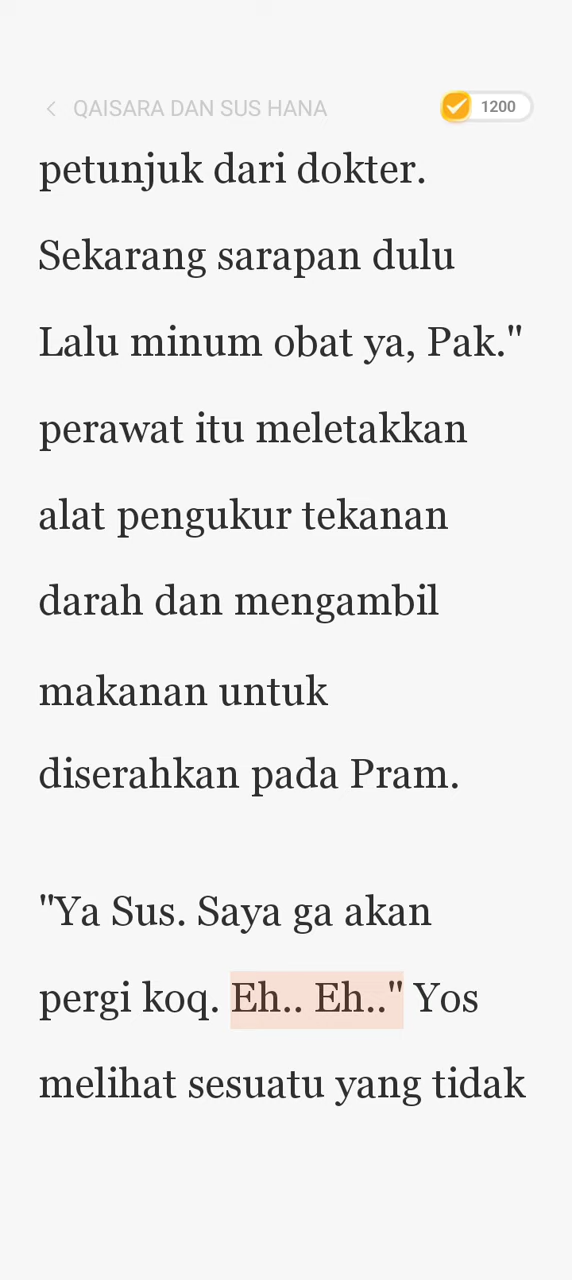 QAISARA DAN SUS HANA
1200
petunjuk dari dokter.
Sekarang sarapan dulu
Lalu minum obat ya, Pak."
perawat itu meletakkan
alat pengukur tekanan
darah dan mengambil
makanan untuk
diserahkan pada Pram.
"Ya Sus. Saya ga akan
pergi koq. Eh.. Eh.." Yos
melihat sesuatu yang tidak